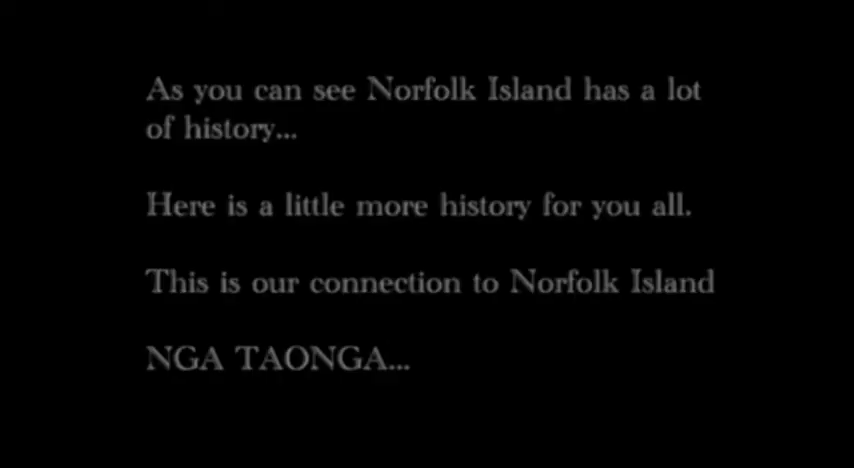 As you can see Norfolk Island has a lot
of history...
Here is a little more history for you all.
This is our connection to Norfolk Island
NGA TAONGA...